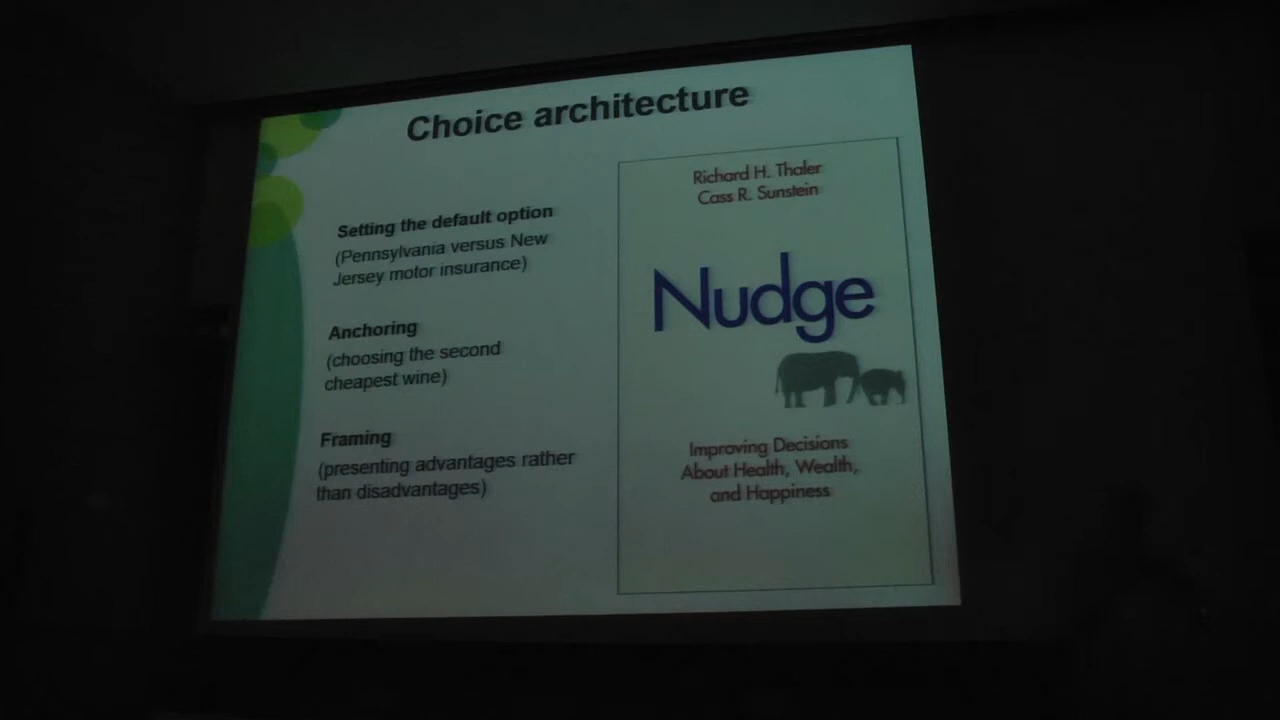 Choice architecture
Setting the default option
(Pennsylvania versus New
Jersey motor insurance)
Anchoring
(choosing the second
cheapest wine)
Framing
(presenting advantages rather
than disadvantages)
Richard H. Thaler
Cass R. Sunstein
Nudge
Improving Decisions
About Health, Wealth,
and Happiness